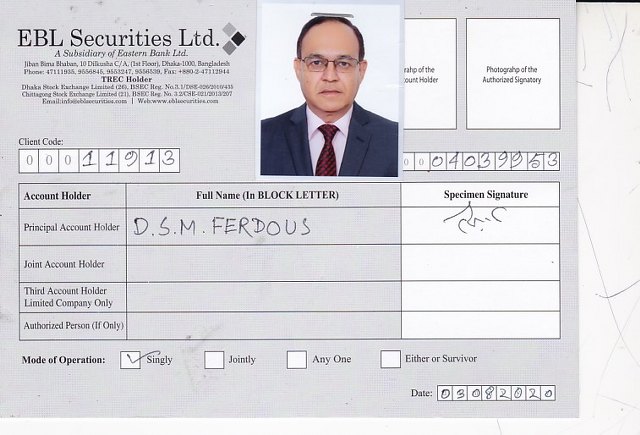 EBL Securities Ltd.
A Subsidiary of Eastern Bank Ltd.
Jiban Bima Bhaban, 10 Dilkusha C/A, (1st Floor), Dhaka-1000, Bangladesh
Phone: 47111935, 9556845, 9553247, 9556539, Fax: +880-2-47112944
TREC Holder
Dhaka Stock Exchange Limited (26), BSEC Reg. No.3.1/DSE-026/2010/435
Chittagong Stock Exchange Limited (21), BSEC Reg. No. 3.2/CSE-021/2013/207
Email:info@eblsecurities.com | Web:www.eblsecurities.com
rahp of the
ount Holder
Photograhp of the
Authorized Signatory
Client Code:
0 0 0 1 1 9 1 3
0 0 0 4 0 3 9 9 5 3
Account Holder Full Name (In BLOCK LETTER) Specimen Signature
Principal Account Holder D.S.M. FERDOUS
Joint Account Holder
Third Account Holder
Limited Company Only
Authorized Person (If Only)
Mode of Operation: Singly Jointly Any One Either or Survivor
Date: 0 3 0 8 2 0 2 0